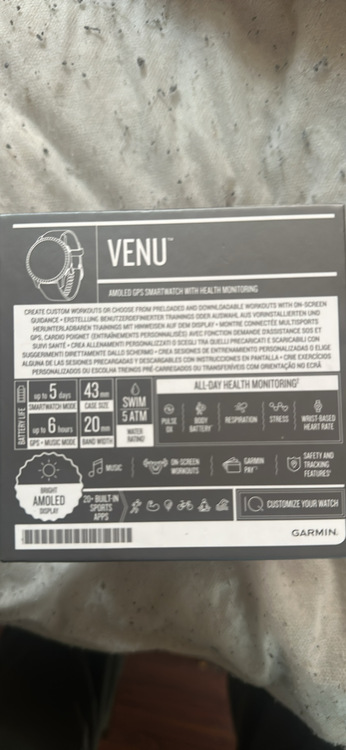 VENU™
AMOLED GPS SMARTWATCH WITH HEALTH MONITORING
CREATE CUSTOM WORKOUTS OR CHOOSE FROM PRELOADED AND DOWNLOADABLE WORKOUTS WITH ON-SCREEN
GUIDANCE • ERSTELLUNG BENUTZERDEFINIERTER TRAININGS ODER AUSWAHL AUS VORINSTALLIERTEN UND
HERUNTERLADBAREN TRAININGS MIT HINWEISEN AUF DEM DISPLAY • MONTRE CONNECTÉE MULTISPORTS
GPS, CARDIO POIGNET (ENTRAÎNEMENTS PERSONNALISÉS) AVEC FONCTION DEMANDE D'ASSISTANCE SOS ET
SUIVI SANTÉ • CREA ALLENAMENTI PERSONALIZZATI O SCEGLI TRA QUELLI PRECARICATI E SCARICABILI CON
SUGGERIMENTI DIRETTAMENTE DALLO SCHERMO • CREA SESIONES DE ENTRENAMIENTO PERSONALIZADAS O ELIGE
ALGUNA DE LAS SESIONES PRECARGADAS Y DESCARGABLES CON INSTRUCCIONES EN PANTALLA • CRIE EXERCÍCIOS
PERSONALIZADOS OU ESCOLHA TREINOS PRÉ-CARREGADOS OU TRANSFERÍVEIS COM ORIENTAÇÃO NO ECRÃ
BATTERY LIFE
up to 5 days
SMARTWATCH MODE
up to 6 hours
GPS + MUSIC MODE
43 mm
CASE SIZE
20 mm
BAND WIDTH
SWIM
5 ATM
WATER
RATING
ALL-DAY HEALTH MONITORING
PULSE
OX
BODY
BATTERY™
RESPIRATION
STRESS
WRIST-BASED
HEART RATE
BRIGHT
AMOLED
DISPLAY
MUSIC
ON-SCREEN
WORKOUTS
GARMIN
PAY™
SAFETY AND
TRACKING
FEATURES
20+ BUILT-IN
SPORTS
APPS
IQ CUSTOMIZE YOUR WATCH
GARMIN